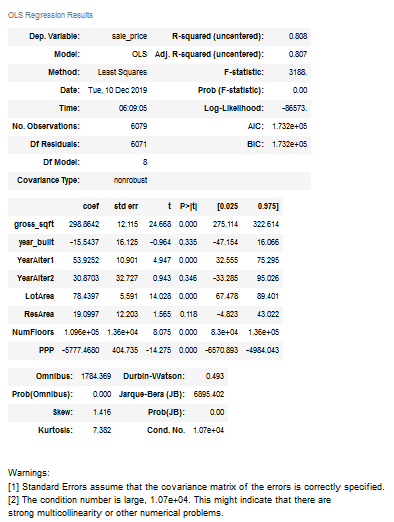 OLS Regression Results
Dep. Variable: sale_price R-squared (uncentered): 0.808
Model: OLS Adj. R-squared (uncentered): 0.807
Method: Least Squares F-statistic: 3188.
Date: Tue, 10 Dec 2019 Prob (F-statistic): 0.00
Time: 06:09:05 Log-Likelihood: -86573.
No. Observations: 6079 AIC: 1.732e+05
Df Residuals: 6071 BIC: 1.732e+05
Df Model: 8
Covariance Type: nonrobust
coef std err t P>|t| [0.025 0.975]
gross_sqft 298.8642 12.115 24.668 0.000 275.114 322.614
year_built -15.5437 16.125 -0.964 0.335 -47.154 16.066
YearAlter1 53.9252 10.901 4.947 0.000 32.555 75.295
YearAlter2 30.8703 32.727 0.943 0.346 -33.285 95.026
LotArea 78.4397 5.591 14.028 0.000 67.478 89.401
ResArea 19.0997 12.203 1.565 0.118 -4.823 43.022
NumFloors 1.096e+05 1.36e+04 8.075 0.000 8.3e+04 1.36e+05
PPP -5777.4680 404.735 -14.275 0.000 -6570.893 -4984.043
Omnibus: 1784.369 Durbin-Watson: 0.493
Prob(Omnibus): 0.000 Jarque-Bera (JB): 6895.402
Skew: 1.416 Prob(JB): 0.00
Kurtosis: 7.382 Cond. No. 1.07e+04
Warnings:
[1] Standard Errors assume that the covariance matrix of the errors is correctly specified.
[2] The condition number is large, 1.07e+04. This might indicate that there are
strong multicollinearity or other numerical problems.